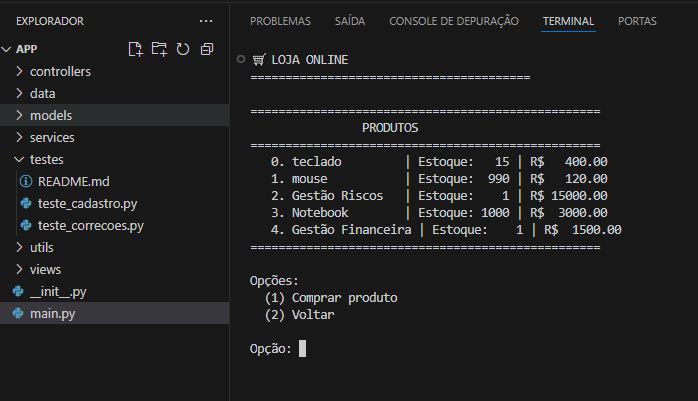 EXPLORADOR
APP
controllers
data
models
services
testes
README.md
teste_cadastro.py
teste_correcoes.py
utils
views
__init__.py
main.py
PROBLEMAS SAÍDA CONSOLE DE DEPURAÇÃO TERMINAL PORTAS
🛒 LOJA ONLINE
========================================
==================================================
PRODUTOS
==================================================
0. teclado         | Estoque:   15 | R$   400.00
1. mouse           | Estoque:  990 | R$   120.00
2. Gestão Riscos   | Estoque:    1 | R$ 15000.00
3. Notebook        | Estoque: 1000 | R$  3000.00
4. Gestão Financeira | Estoque:    1 | R$  1500.00
==================================================
Opções:
(1) Comprar produto
(2) Voltar
Opção: